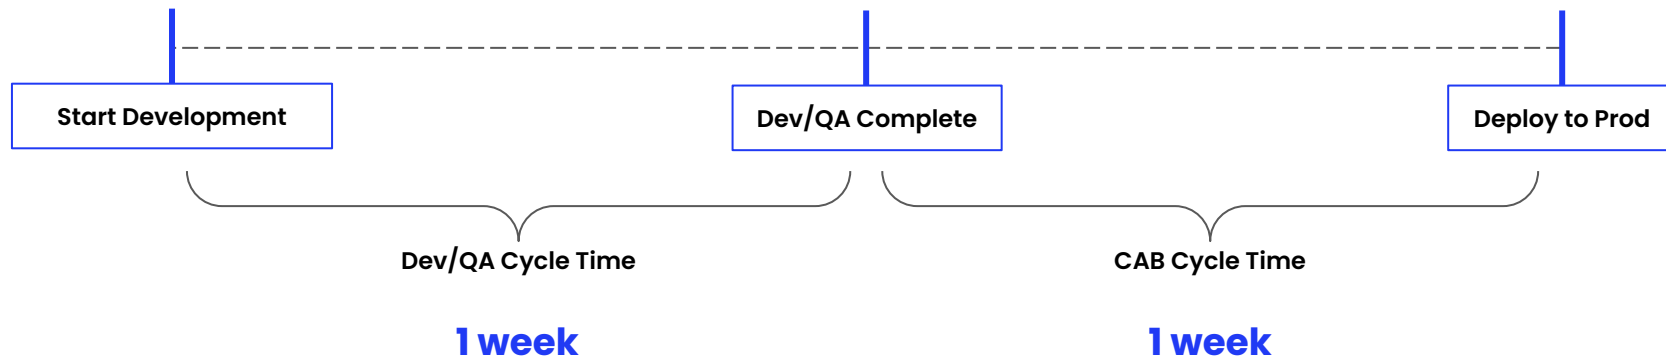 Start Development
Dev/QA Complete
Deploy to Prod
Dev/QA Cycle Time
CAB Cycle Time
1 week
1 week